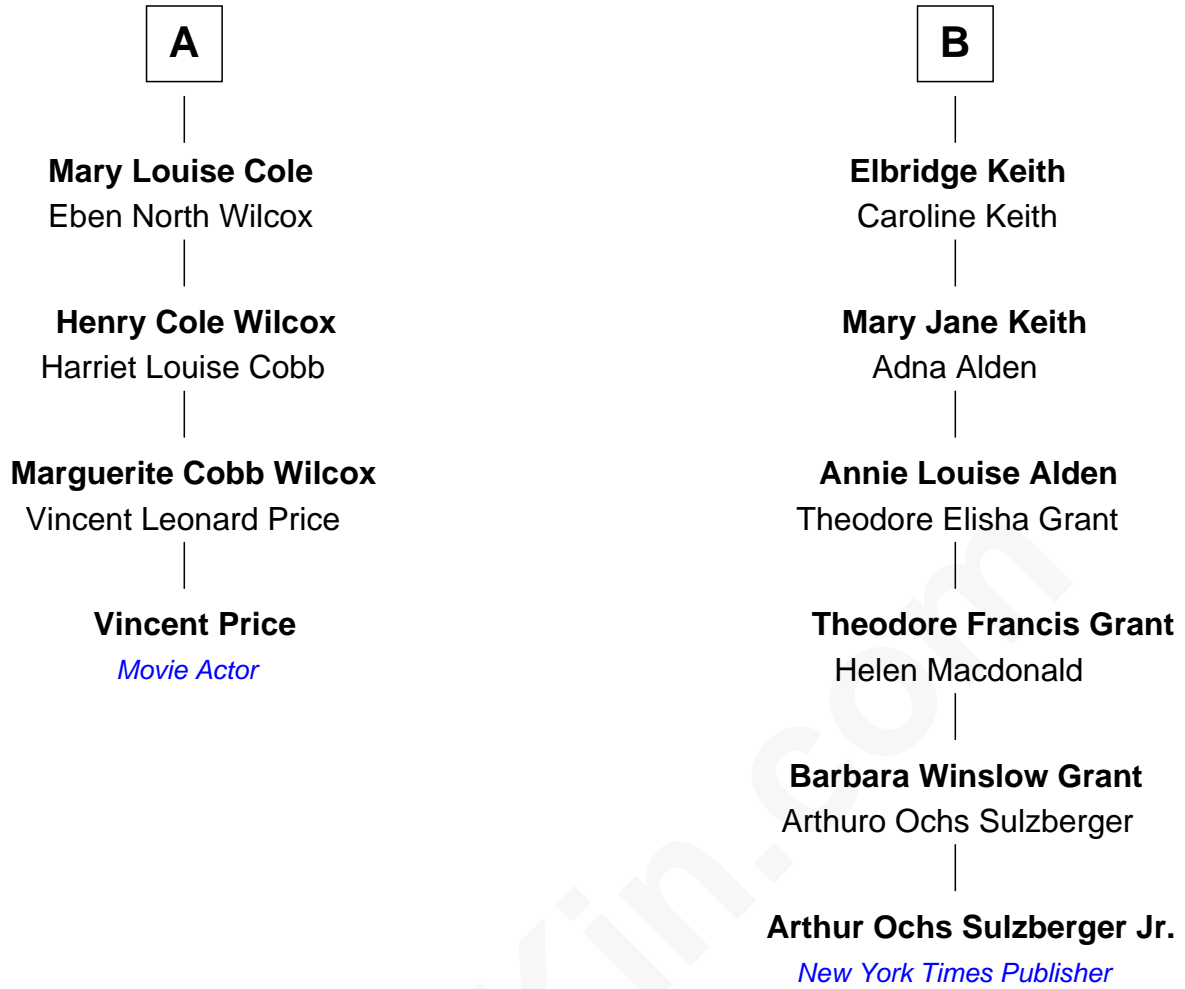 A
Mary Louise Cole
Eben North Wilcox
Henry Cole Wilcox
Harriet Louise Cobb
Marguerite Cobb Wilcox
Vincent Leonard Price
Vincent Price
Movie Actor
B
Elbridge Keith
Caroline Keith
Mary Jane Keith
Adna Alden
Annie Louise Alden
Theodore Elisha Grant
Theodore Francis Grant
Helen Macdonald
Barbara Winslow Grant
Arthuro Ochs Sulzberger
Arthur Ochs Sulzberger Jr.
New York Times Publisher
Kin.com